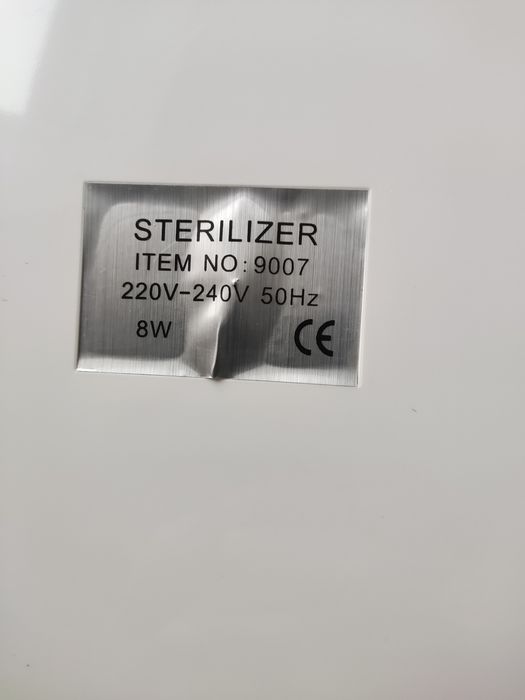 STERILIZER
ITEM NO: 9007
220V-240V 50Hz
8W
CE